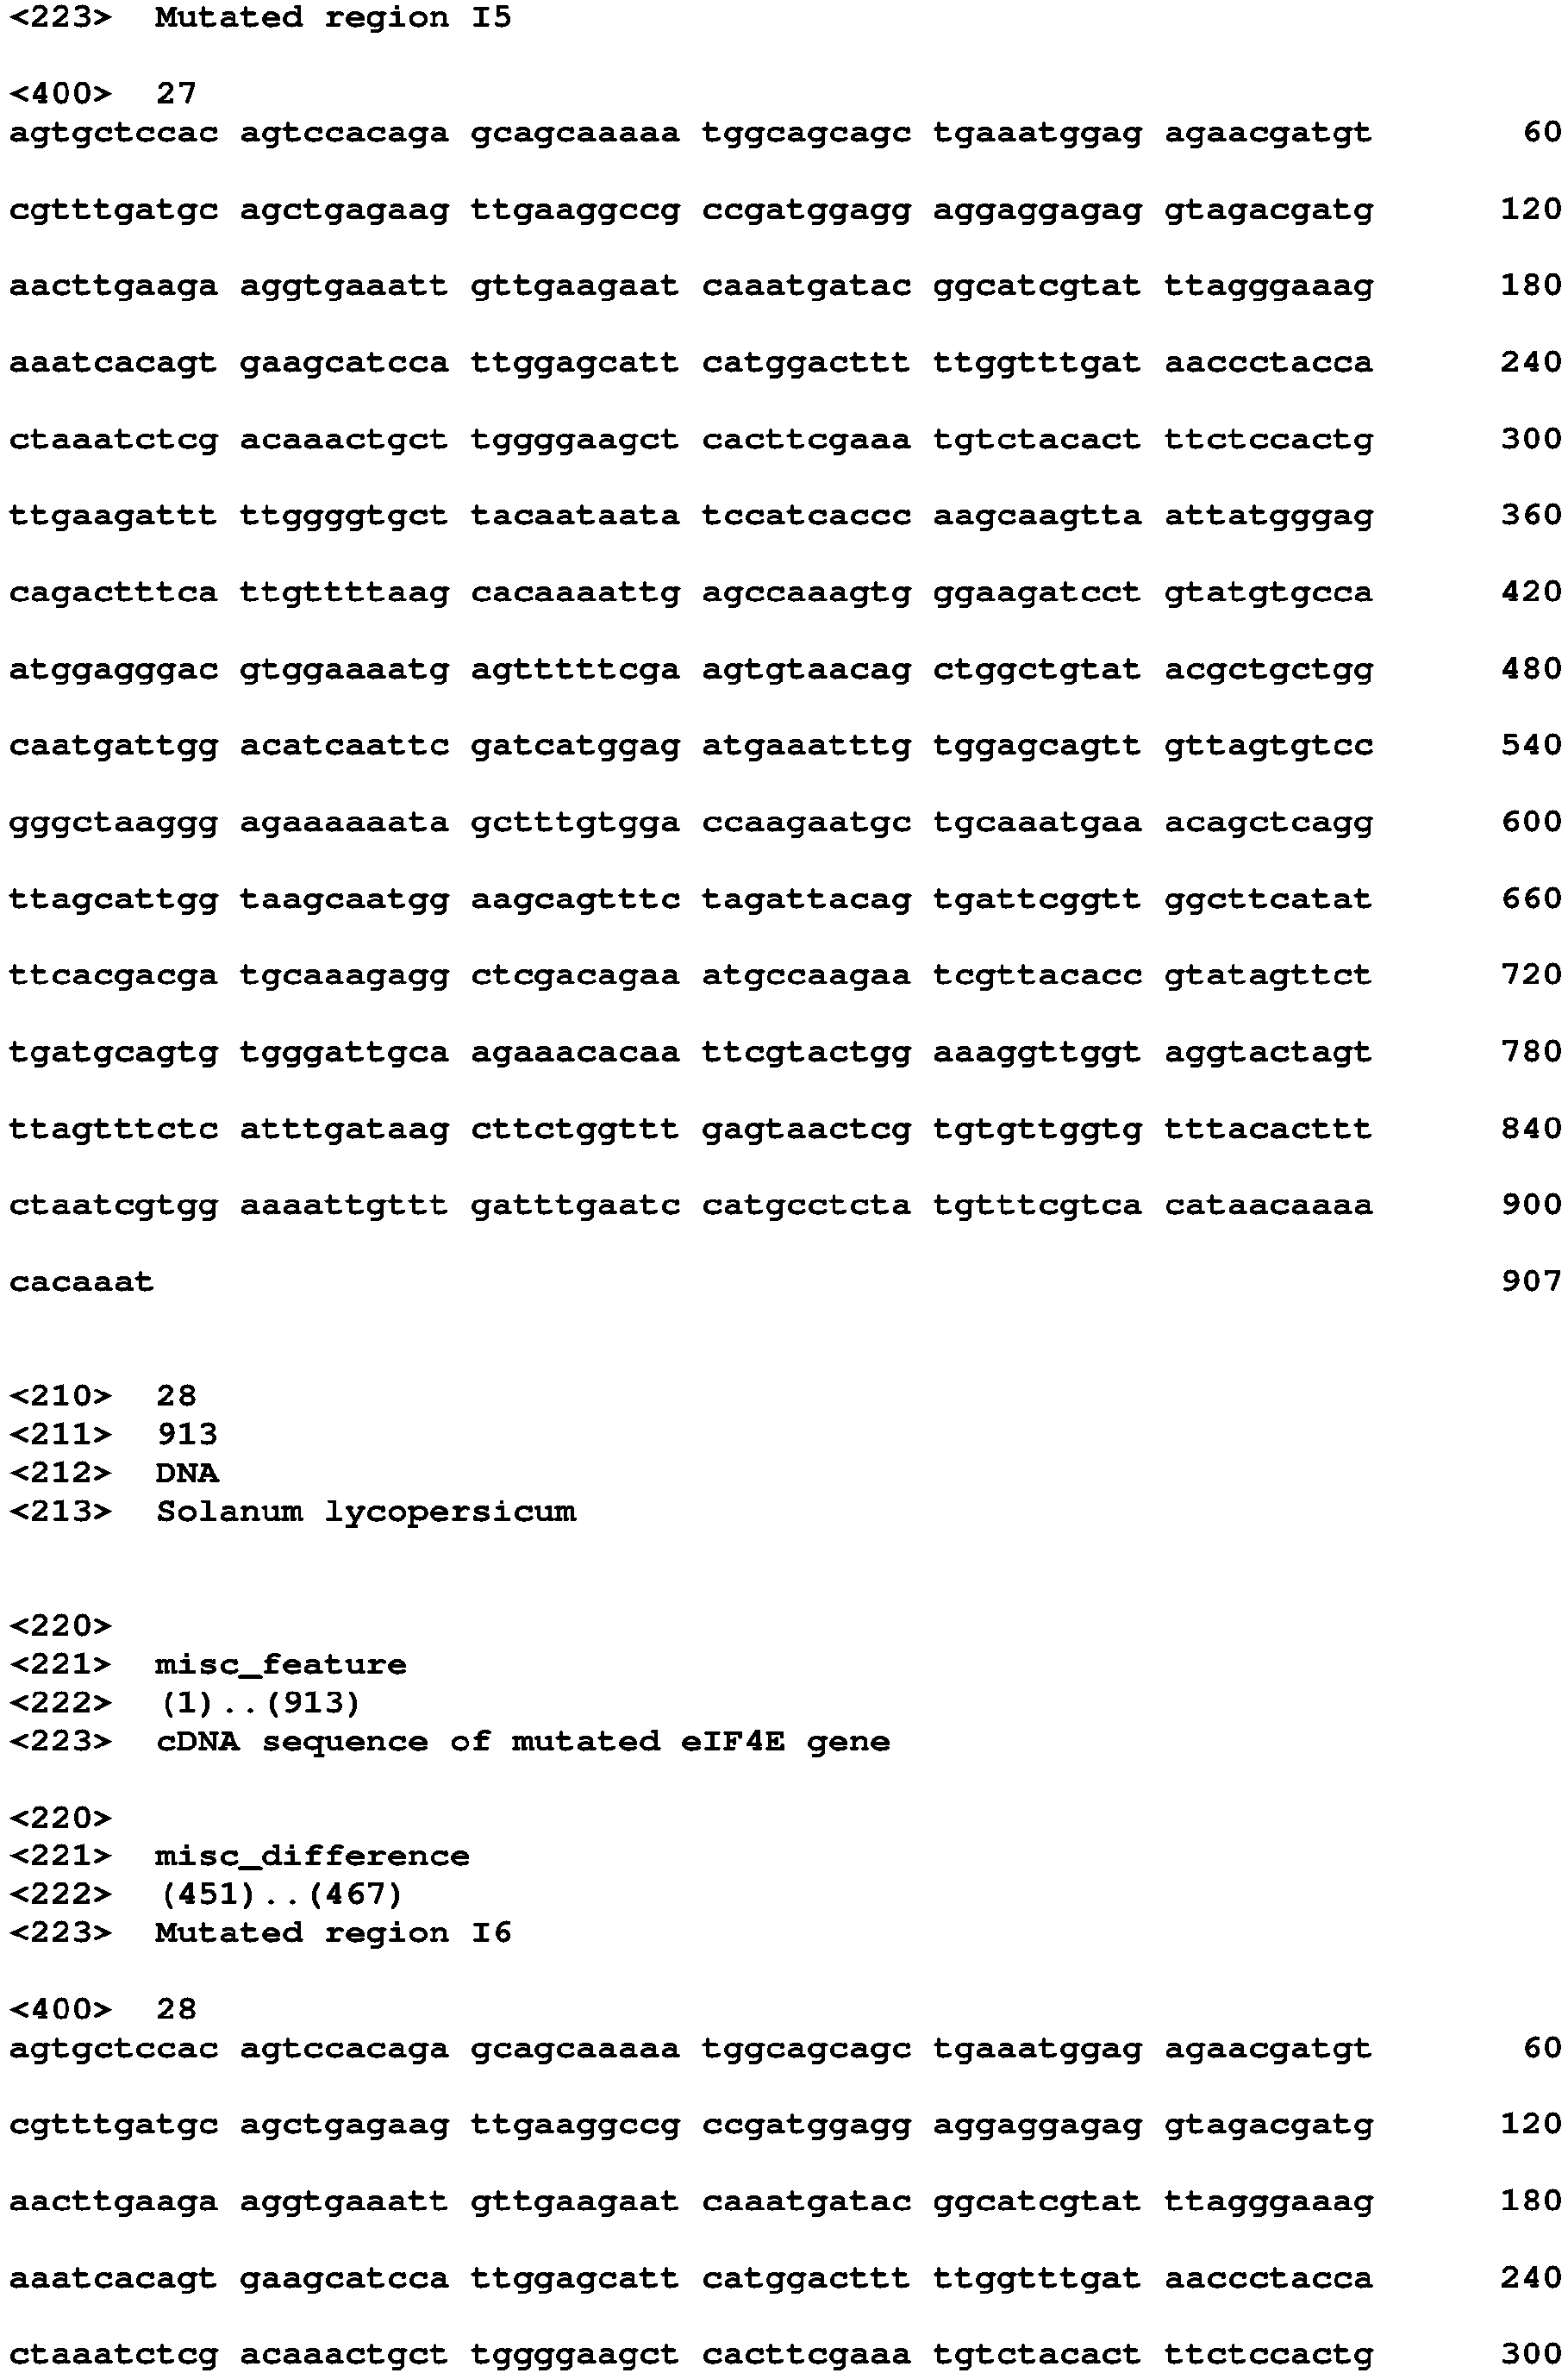 <223> Mutated region I5
<400> 27
agtgctccac agtccacaga gcagcaaaaa tggcagcagc tgaaatggag agaacgatgt 60
cgtttgatgc agctgagaag ttgaaggccg ccgatggagg aggaggagag gtagacgatg 120
aacttgaaga aggtgaaatt gttgaagaat caaatgatac ggcatcgtat ttagggaaag 180
aaatcacagt gaagcatcca ttggagcatt catggacttt ttggtttgat aaccctacca 240
ctaaatctcg acaaactgct tggggaagct cacttcgaaa tgtctacact ttctccactg 300
ttgaagattt ttggggtgct tacaataata tccatcaccc aagcaagtta attatgggag 360
cagactttca ttgttttaag cacaaaattg agccaaagtg ggaagatcct gtatgtgcca 420
atggagggac gtggaaaatg agtttttcga agtgtaacag ctggctgtat acgctgctgg 480
caatgattgg acatcaattc gatcatggag atgaaatttg tggagcagtt gttagtgtcc 540
gggctaaggg agaaaaaata gctttgtgga ccaagaatgc tgcaaatgaa acagctcagg 600
ttagcattgg taagcaatgg aagcagtttc tagattacag tgattcggtt ggcttcatat 660
ttcacgacga tgcaaagagg ctcgacagaa atgccaagaa tcgttacacc gtatagttct 720
tgatgcagtg tgggattgca agaaacacaa ttcgtactgg aaaggttggt aggtactagt 780
ttagtttctc atttgataag cttctggttt gagtaactcg tgtgttggtg tttacacttt 840
ctaatcgtgg aaaattgttt gatttgaatc catgcctcta tgtttcgtca cataacaaaa 900
cacaaat 907
<210> 28
<211> 913
<212> DNA
<213> Solanum lycopersicum
<220>
<221> misc_feature
<222> (1)..(913)
<223> cDNA sequence of mutated eIF4E gene
<220>
<221> misc_difference
<222> (451)..(467)
<223> Mutated region I6
<400> 28
agtgctccac agtccacaga gcagcaaaaa tggcagcagc tgaaatggag agaacgatgt 60
cgtttgatgc agctgagaag ttgaaggccg ccgatggagg aggaggagag gtagacgatg 120
aacttgaaga aggtgaaatt gttgaagaat caaatgatac ggcatcgtat ttagggaaag 180
aaatcacagt gaagcatcca ttggagcatt catggacttt ttggtttgat aaccctacca 240
ctaaatctcg acaaactgct tggggaagct cacttcgaaa tgtctacact ttctccactg 300